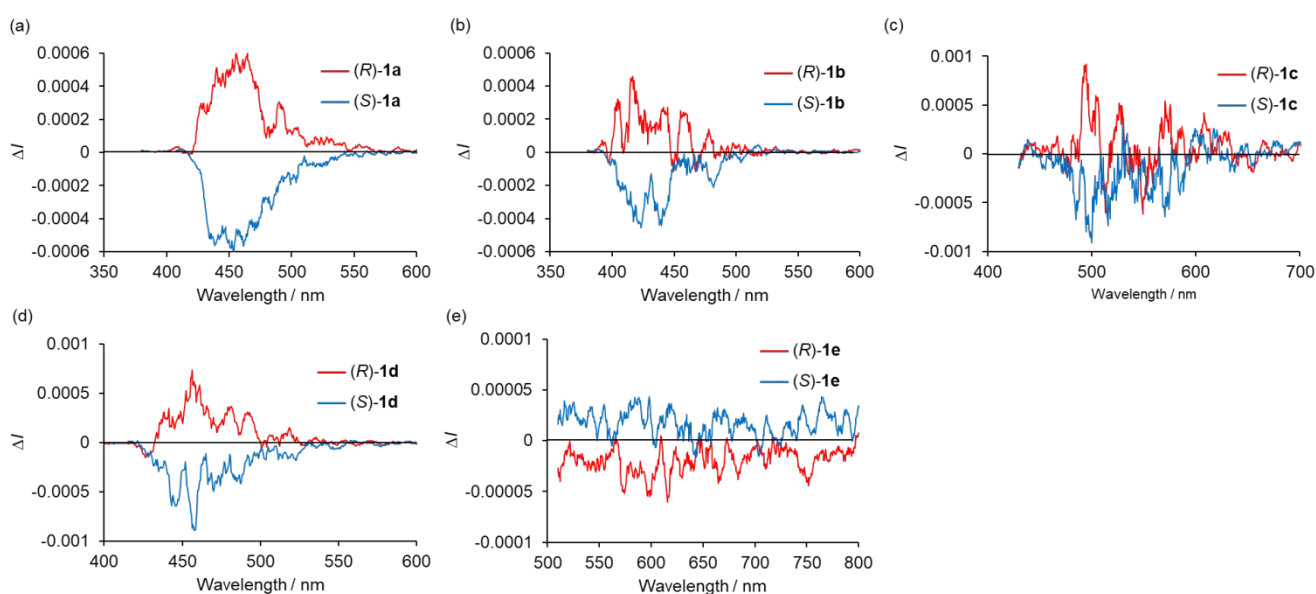 (a)
0.0006
0.0004
0.0002
0
-0.0002
-0.0004
-0.0006
ΔI
350 400 450 500 550 600
Wavelength / nm
(R)-1a
(S)-1a
(b)
0.0006
0.0004
0.0002
0
-0.0002
-0.0004
-0.0006
ΔI
350 400 450 500 550 600
Wavelength / nm
(R)-1b
(S)-1b
(c)
0.001
0.0005
0
-0.0005
-0.001
ΔI
400 500 600 700
Wavelength / nm
(R)-1c
(S)-1c
(d)
0.001
0.0005
0
-0.0005
-0.001
ΔI
400 450 500 550 600
Wavelength / nm
(R)-1d
(S)-1d
(e)
0.0001
0.00005
0
-0.00005
-0.0001
ΔI
500 550 600 650 700 750 800
Wavelength / nm
(R)-1e
(S)-1e